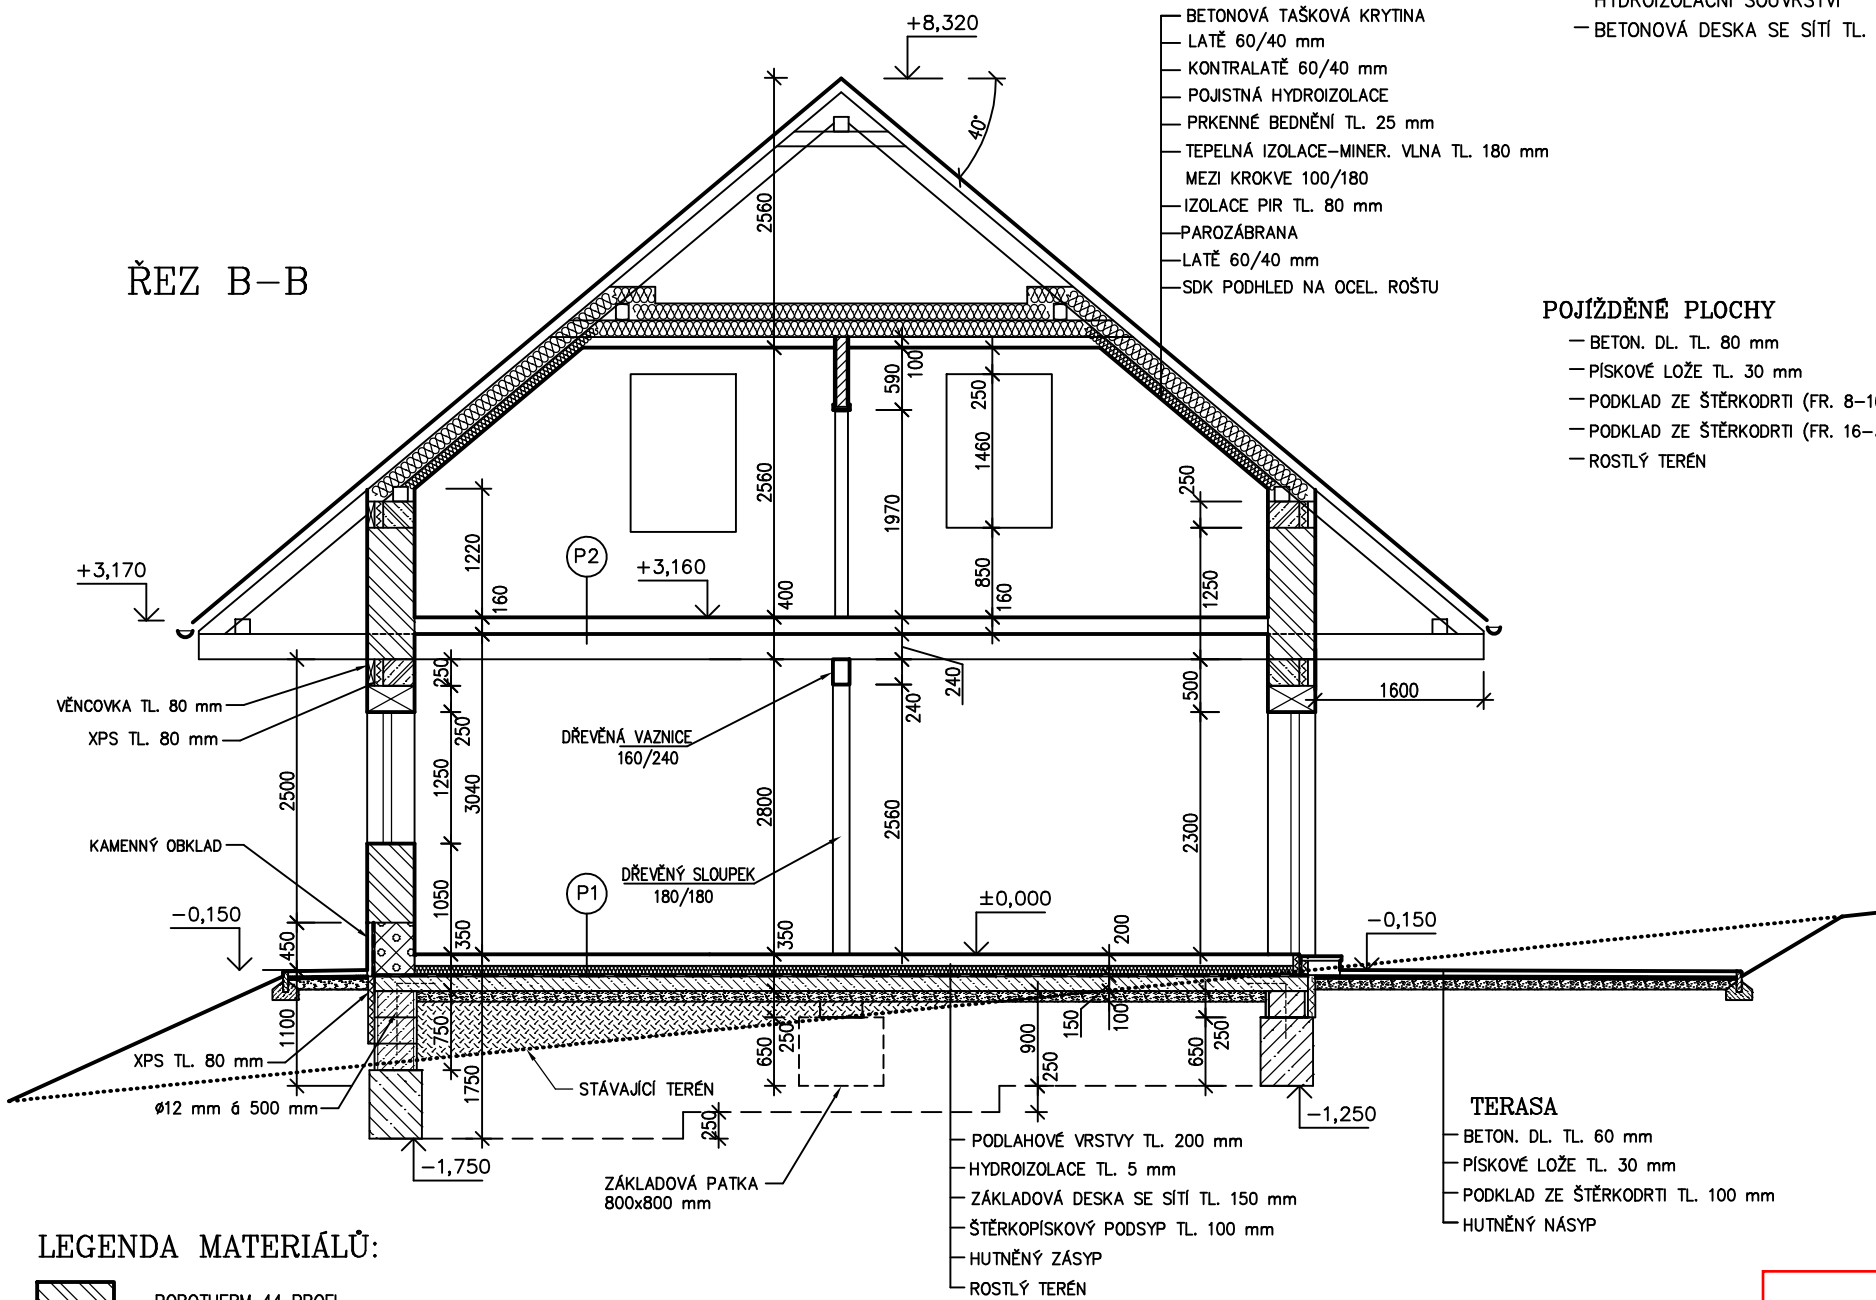 +8,320
BETONOVÁ TAŠKOVÁ KRYTINA
LATĚ 60/40 mm
KONTRALATĚ 60/40 mm
POJISTNÁ HYDROIZOLACE
PRKENNÉ BEDNĚNÍ TL. 25 mm
TEPELNÁ IZOLACE-MINER. VLNA TL. 180 mm
MEZI KROKVE 100/180
IZOLACE PIR TL. 80 mm
PAROZÁBRANA
LATĚ 60/40 mm
SDK PODHLED NA OCEL. ROŠTU
HYDROIZOLAČNÍ SOUVRSTVÍ
BETONOVÁ DESKA SE SÍTÍ TL.
40°
ŘEZ B-B
2560
POJÍŽDĚNÉ PLOCHY
BETON. DL. TL. 80 mm
PÍSKOVÉ LOŽE TL. 30 mm
PODKLAD ZE ŠTĚRKODRTI (FR. 8-16
PODKLAD ZE ŠTĚRKODRTI (FR. 16-
ROSTLÝ TERÉN
590
100
250
1460
2560
1970
250
1220
P2
+3,170
+3,160
160
400
850
160
1250
250
240
240
500
1600
VĚNCOVKA TL. 80 mm
XPS TL. 80 mm
250
DŘEVĚNÁ VAZNICE
160/240
2500
1250
3040
2800
2560
2300
KAMENNÝ OBKLAD
DŘEVĚNÝ SLOUPEK
180/180
P1
1050
±0,000
-0,150
-0,150
450
350
350
200
1100
750
1750
650
250
900
250
150
100
650
250
XPS TL. 80 mm
ø12 mm á 500 mm
STÁVAJÍCÍ TERÉN
250
-1,750
-1,250
ZÁKLADOVÁ PATKA
800x800 mm
PODLAHOVÉ VRSTVY TL. 200 mm
HYDROIZOLACE TL. 5 mm
ZÁKLADOVÁ DESKA SE SÍTÍ TL. 150 mm
ŠTĚRKOPÍSKOVÝ PODSYP TL. 100 mm
HUTNĚNÝ ZÁSYP
ROSTLÝ TERÉN
TERASA
BETON. DL. TL. 60 mm
PÍSKOVÉ LOŽE TL. 30 mm
PODKLAD ZE ŠTĚRKODRTI TL. 100 mm
HUTNĚNÝ NÁSYP
LEGENDA MATERIÁLŮ:
POROTHERM 44 PROFI